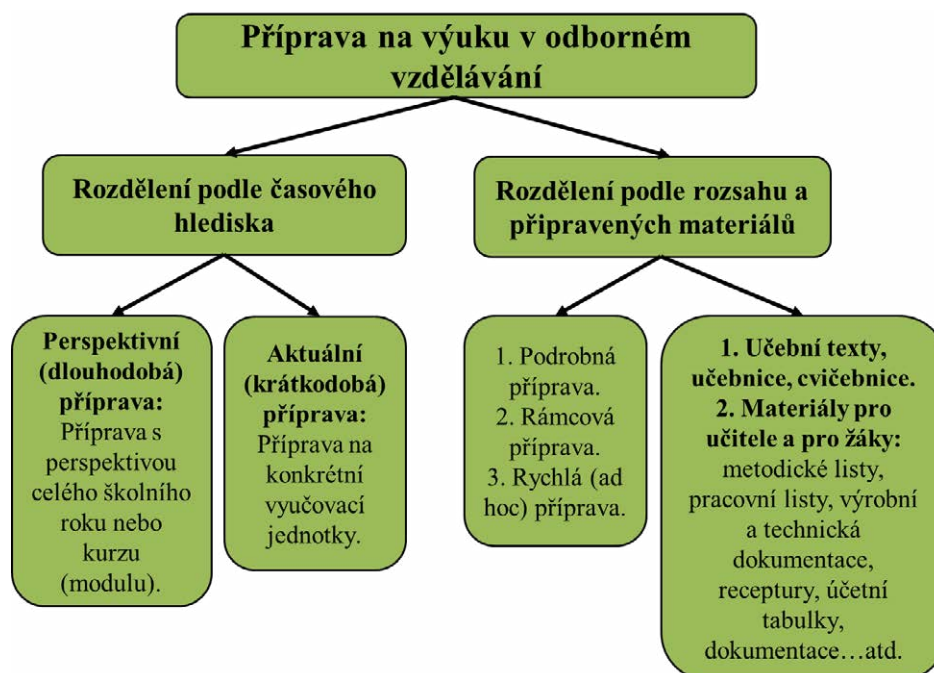 Příprava na výuku v odborném
vzdělávání
Rozdělení podle časového
hlediska
Rozdělení podle rozsahu a
připravených materiálů
Perspektivní
(dlouhodobá)
příprava:
Příprava s
perspektivou
celého školního
roku nebo
kurzu
(modulu).
Aktuální
(krátkodobá)
příprava:
Příprava na
konkrétní
vyučovací
jednotky.
1. Podrobná
příprava.
2. Rámcová
příprava.
3. Rychlá (ad
hoc) příprava.
1. Učební texty,
učebnice, cvičebnice.
2. Materiály pro
učitele a pro žáky:
metodické listy,
pracovní listy, výrobní
a technická
dokumentace,
receptury, účetní
tabulky,
dokumentace…atd.